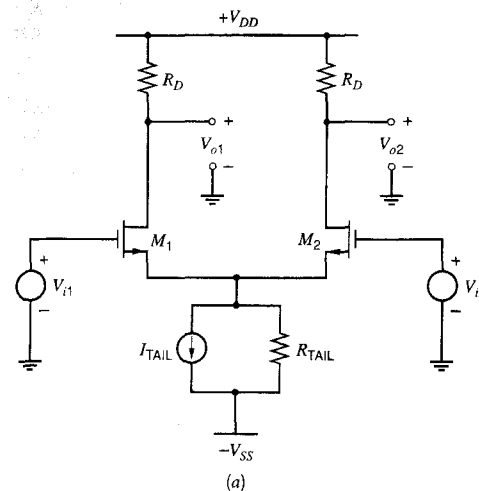 +V_DD
R_D
R_D
+
+
V_o1
V_o2
−
−
M_1
M_2
+
+
V_i1
V_i
−
−
I_TAIL
R_TAIL
−V_SS
(a)